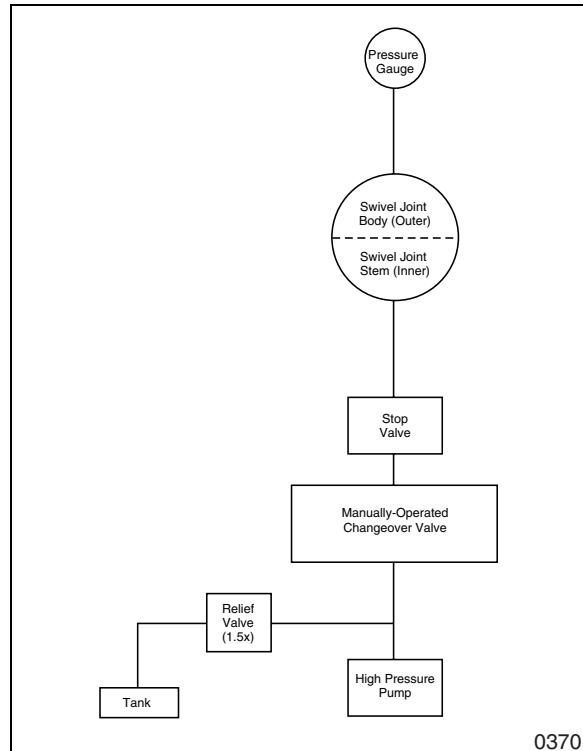 Pressure
Gauge
Swivel Joint
Body (Outer)
Swivel Joint
Stem (Inner)
Stop
Valve
Manually-Operated
Changeover Valve
Relief
Valve
(1.5x)
High Pressure
Pump
Tank
0370